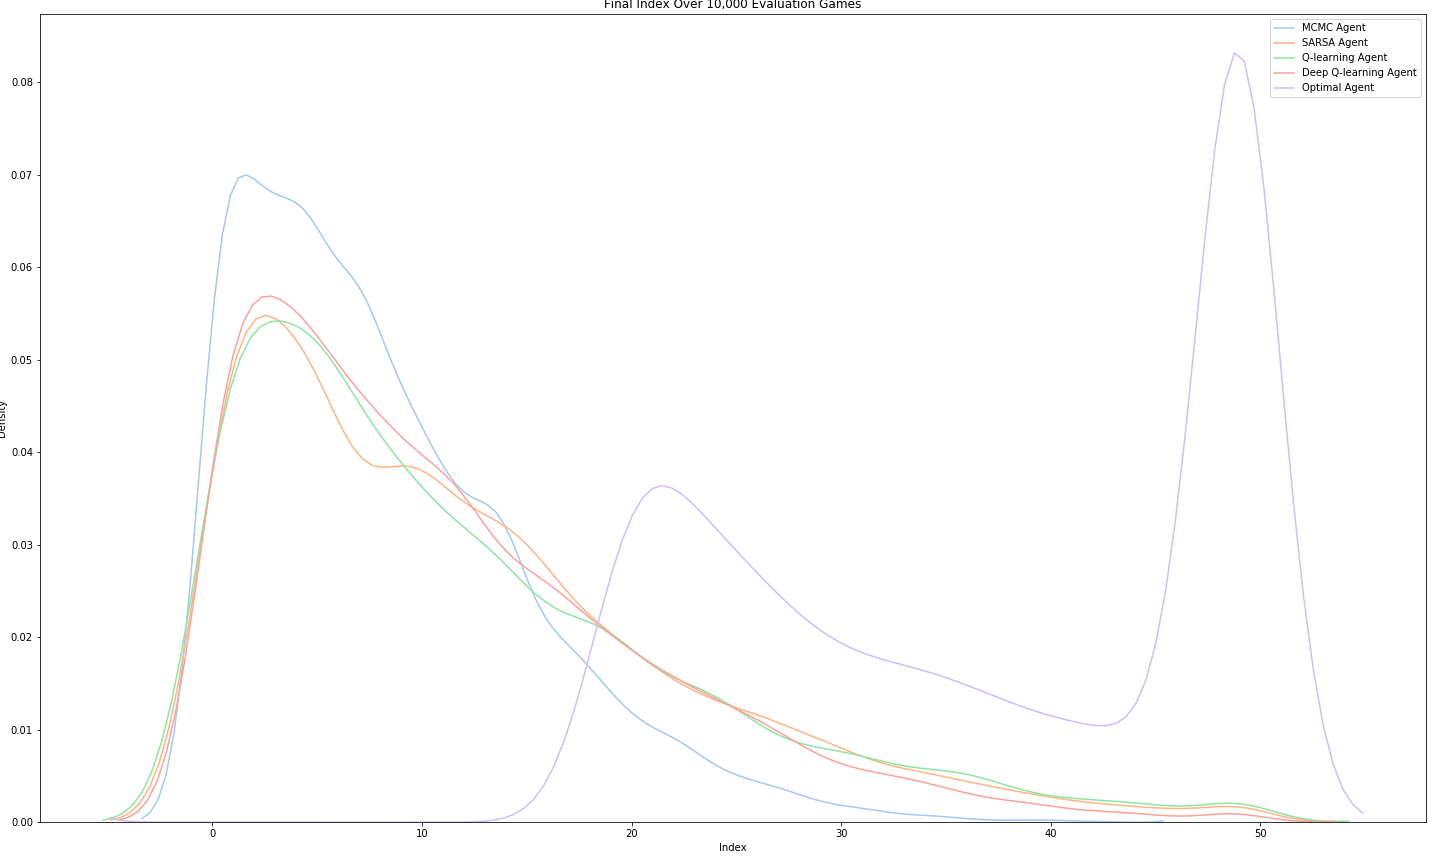 Final Index Over 10,000 Evaluation Games
MCMC Agent
SARSA Agent
Q-learning Agent
Deep Q-learning Agent
Optimal Agent
0.08
0.07
0.06
0.05
0.04
0.03
0.02
0.01
0.00
Density
0 10 20 30 40 50
Index